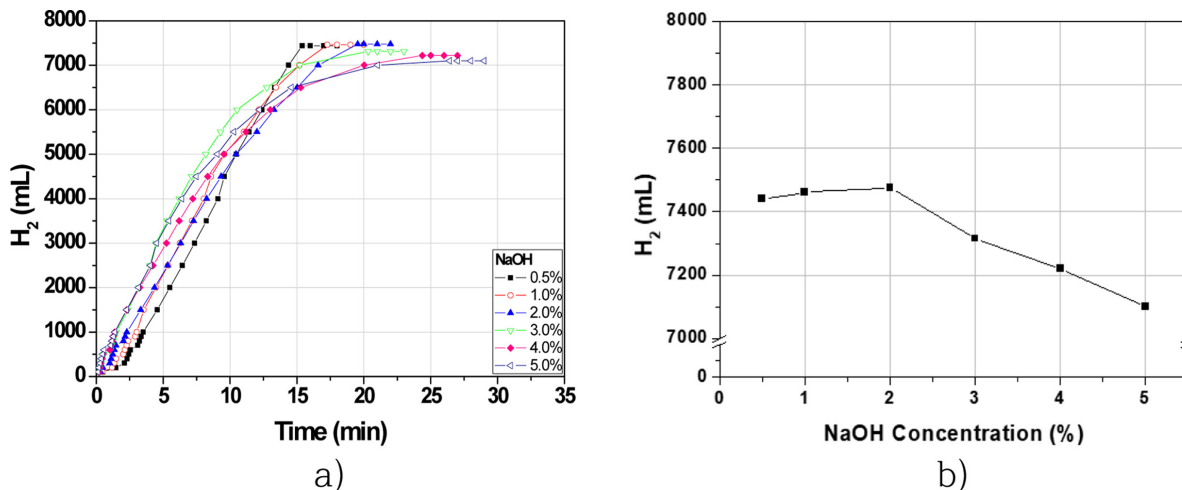 8000
7000
6000
5000
4000
3000
2000
1000
0
H2 (mL)
0 5 10 15 20 25 30 35
Time (min)
NaOH
0.5%
1.0%
2.0%
3.0%
4.0%
5.0%
a)
8000
7800
7600
7400
7200
7000
0
H2 (mL)
0 1 2 3 4 5
NaOH Concentration (%)
b)